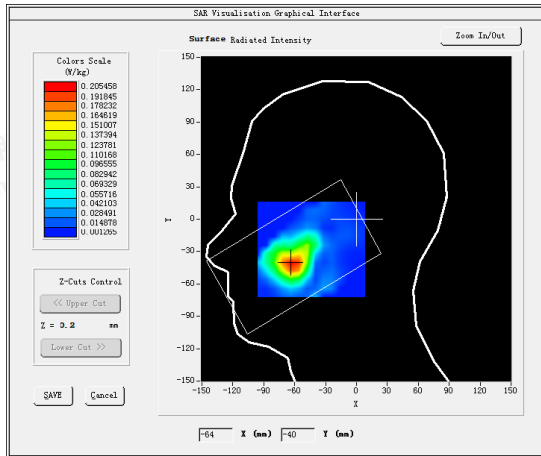 SAR Visualisation Graphical Interface
Surface Radiated Intensity
Zoom In/Out
Colors Scale
(W/kg)
0.205458
0.191845
0.178232
0.164619
0.151007
0.137394
0.123781
0.110168
0.096555
0.082942
0.069329
0.055716
0.042103
0.028491
0.014878
0.001265
Z-Cuts Control
<< Upper Cut
Z = 0.2 mm
Lower Cut >>
SAVE Cancel
150
120
90
60
30
0
-30
-60
-90
-120
-150
Y
-150 -120 -90 -60 -30 0 30 60 90 120 150
X
-64 X (mm) -40 Y (mm)